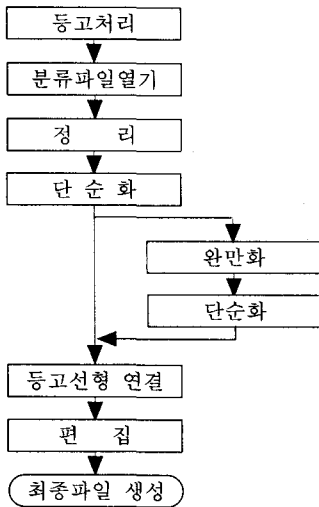 등고처리
분류파일열기
정 리
단 순 화
완만화
단순화
등고선형 연결
편 집
최종파일 생성